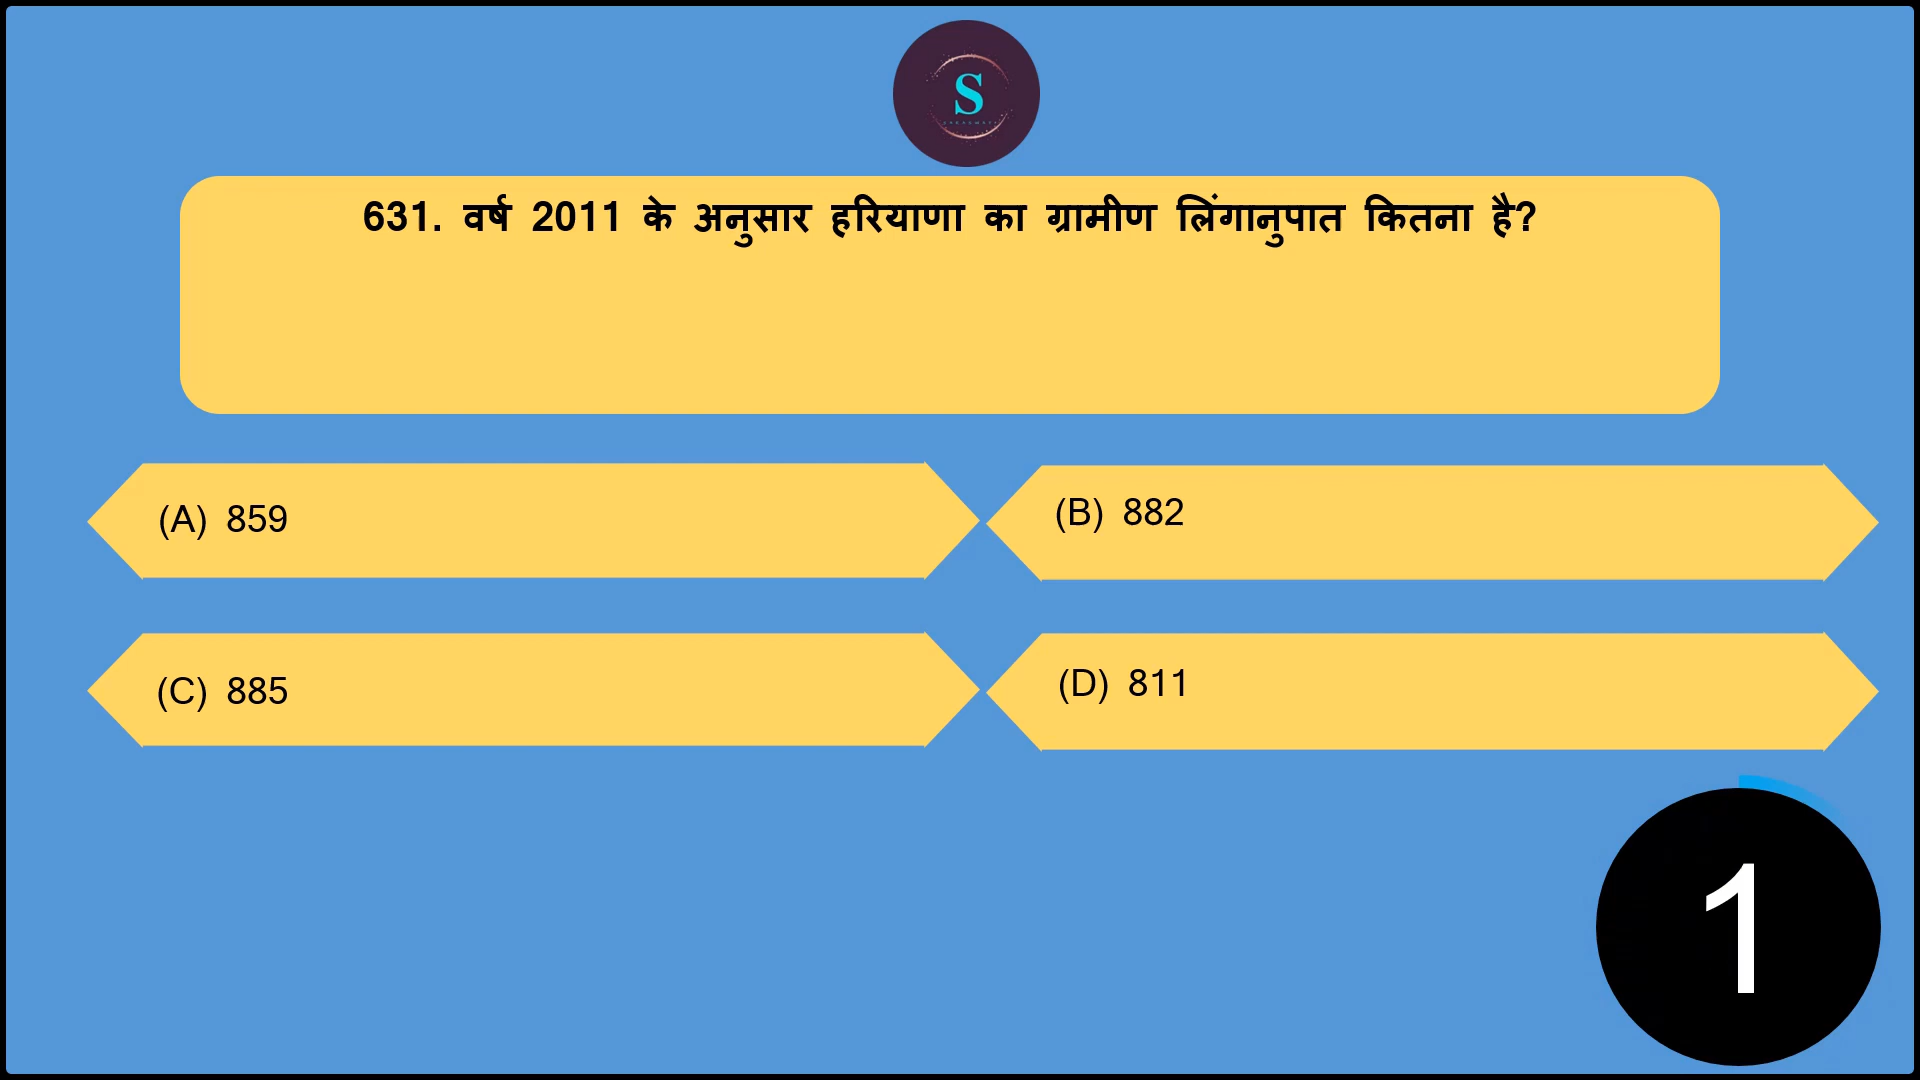 S
631. वर्ष 2011 के अनुसार हरियाणा का ग्रामीण लिंगानुपात कितना है?
(A) 859
(B) 882
(C) 885
(D) 811
1